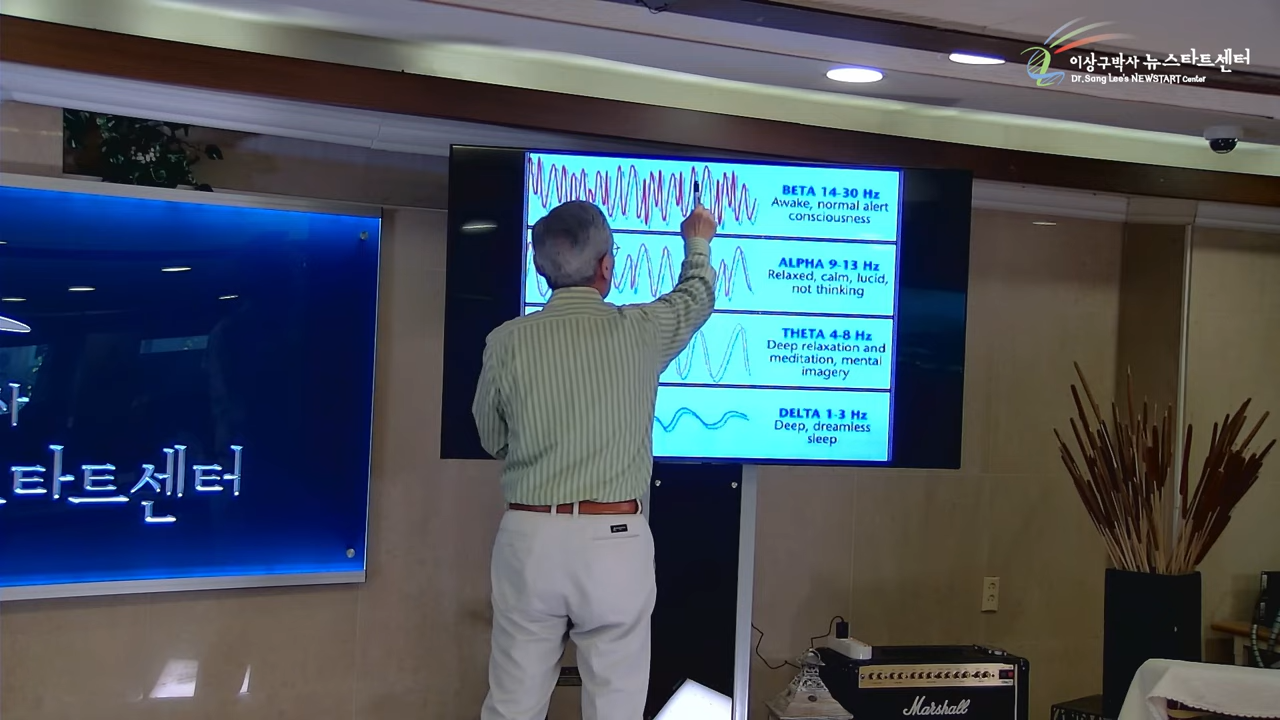 이상구박사 뉴스타트센터
Dr. Sang Lee's NEWSTART Center
BETA 14-30 Hz
Awake, normal alert
consciousness
ALPHA 9-13 Hz
Relaxed, calm, lucid,
not thinking
THETA 4-8 Hz
Deep relaxation and
meditation, mental
imagery
DELTA 1-3 Hz
Deep, dreamless
sleep
사
스타트센터
Marshall